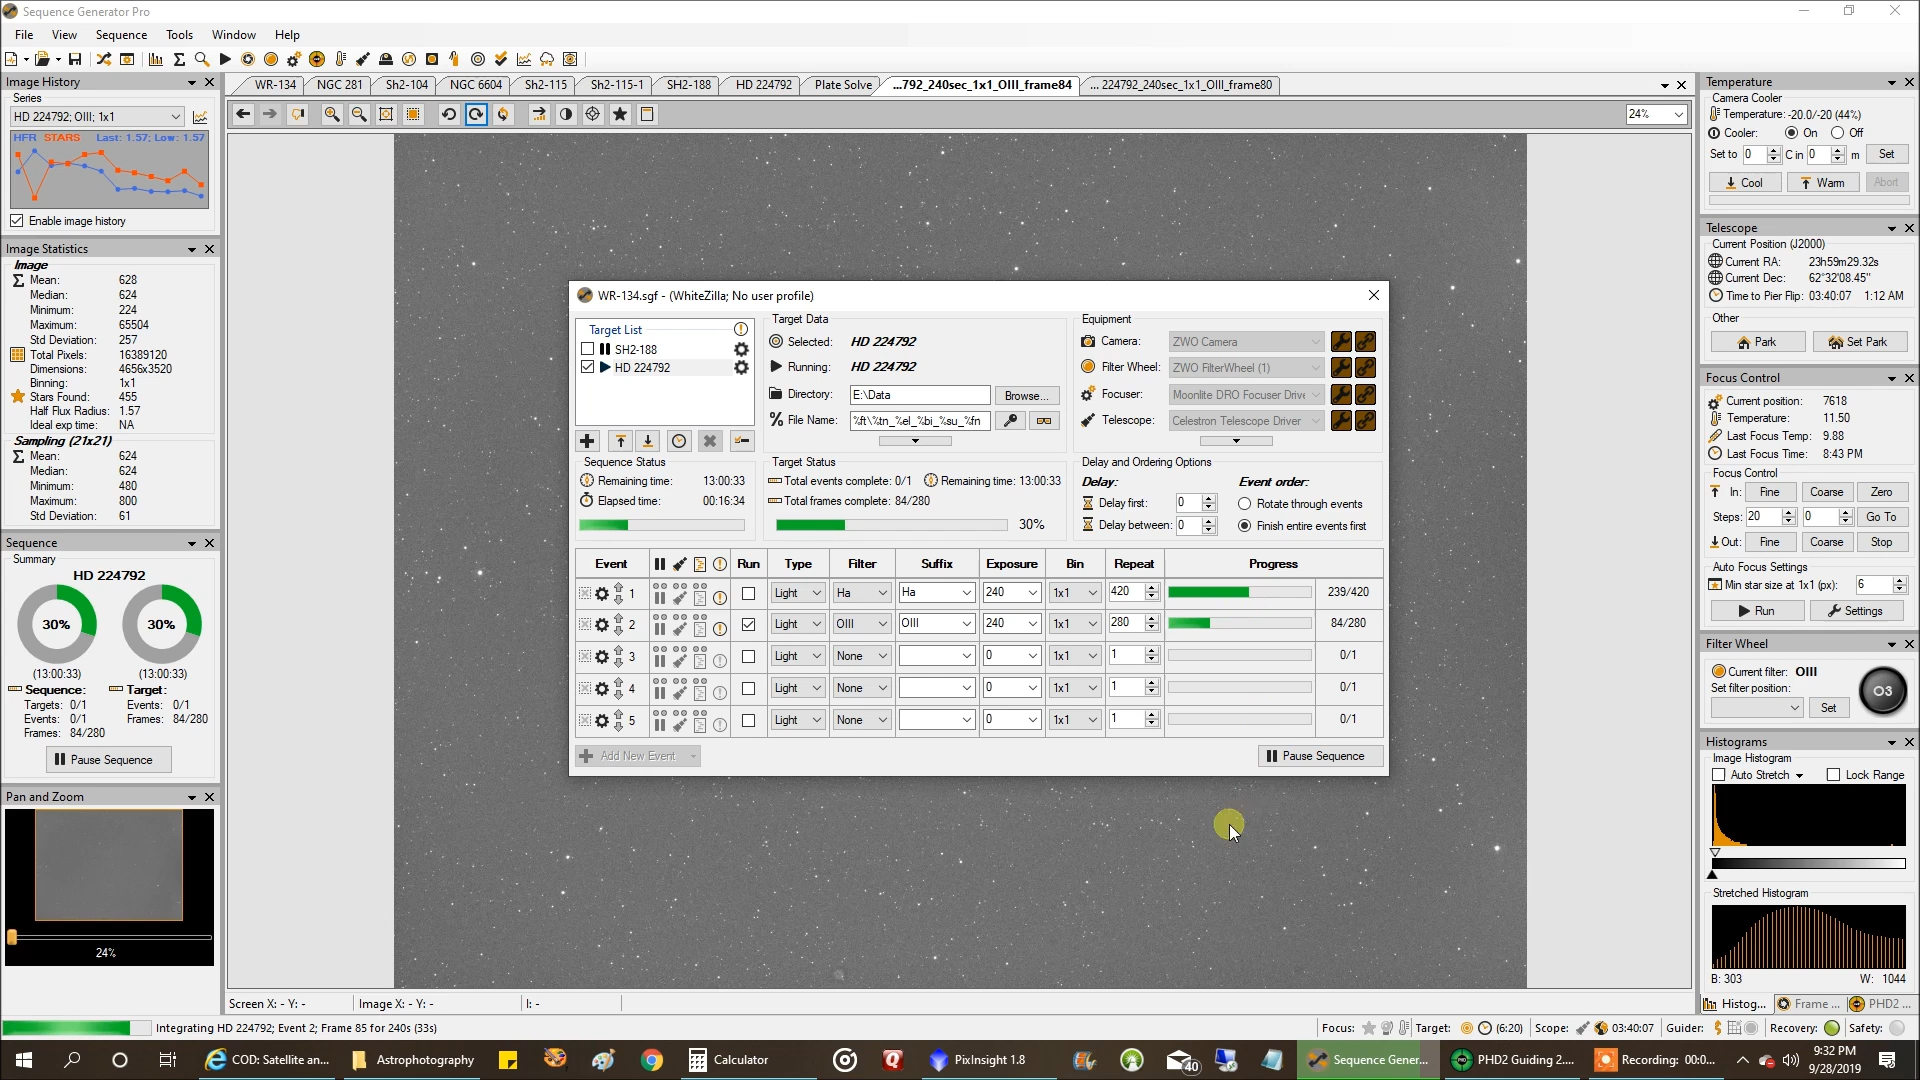 Sequence Generator Pro
File View Sequence Tools Window Help
Image History
Series
HD 224792; OIII; 1x1
HFR STARS Last: 1.57; Low: 1.57
Enable image history
Image Statistics
Image
Mean: 628
Median: 624
Minimum: 224
Maximum: 65504
Std Deviation: 257
Total Pixels: 16389120
Dimensions: 4656x3520
Binning: 1x1
Stars Found: 455
Half Flux Radius: 1.57
Ideal exp time: NA
Sampling (21x21)
Mean: 624
Median: 624
Minimum: 480
Maximum: 800
Std Deviation: 61
Sequence
Summary
HD 224792
30% 30%
(13:00:33) (13:00:33)
Sequence: Target:
Targets: 0/1 Events: 0/1
Events: 0/1 Frames: 84/280
Frames: 84/280
Pause Sequence
Pan and Zoom
24%
WR-134 NGC 281 Sh2-104 NGC 6604 Sh2-115 Sh2-115-1 SH2-188 HD 224792 Plate Solve ...792_240sec_1x1_OIII_frame84 ... 224792_240sec_1x1_OIII_frame80
24%
WR-134.sgf - (WhiteZilla; No user profile)
Target List
SH2-188
HD 224792
Target Data
Selected: HD 224792
Running: HD 224792
Directory: E:\Data Browse...
File Name: %ft\%tn_%el_%bi_%su_%fn
Equipment
Camera: ZWO Camera
Filter Wheel: ZWO FilterWheel (1)
Focuser: Moonlite DRO Focuser Drive
Telescope: Celestron Telescope Driver
Sequence Status
Remaining time: 13:00:33
Elapsed time: 00:16:34
Target Status
Total events complete: 0/1 Remaining time: 13:00:33
Total frames complete: 84/280
30%
Delay and Ordering Options
Delay: Event order:
Delay first: 0 Rotate through events
Delay between: 0 Finish entire events first
Event Run Type Filter Suffix Exposure Bin Repeat Progress
1 Light Ha Ha 240 1x1 420 239/420
2 Light OIII OIII 240 1x1 280 84/280
3 Light None 0 1x1 1 0/1
4 Light None 0 1x1 1 0/1
5 Light None 0 1x1 1 0/1
Add New Event Pause Sequence
Screen X: - Y: - Image X: - Y: - I: -
Temperature
Camera Cooler
Temperature: -20.0/-20 (44%)
Cooler: On Off
Set to 0 C in 0 m Set
Cool Warm Abort
Telescope
Current Position (J2000)
Current RA: 23h59m29.32s
Current Dec: 62°32'08.45"
Time to Pier Flip: 03:40:07 1:12 AM
Other
Park Set Park
Focus Control
Current position: 7618
Temperature: 11.50
Last Focus Temp: 9.88
Last Focus Time: 8:43 PM
Focus Control
In: Fine Coarse Zero
Steps: 20 0 Go To
Out: Fine Coarse Stop
Auto Focus Settings
Min star size at 1x1 (px): 6
Run Settings
Filter Wheel
Current filter: OIII
Set filter position:
Set
O3
Histograms
Image Histogram
Auto Stretch Lock Range
Stretched Histogram
B: 303 W: 1044
Histog... Frame ... PHD2 ...
Integrating HD 224792; Event 2; Frame 85 for 240s (33s)
Focus: Target: (6:20) Scope: 03:40:07 Guider: Recovery: Safety:
COD: Satellite an... Astrophotography Calculator PixInsight 1.8 40 Sequence Gener... PHD2 Guiding 2.... Recording: 00:0...
9:32 PM
9/28/2019